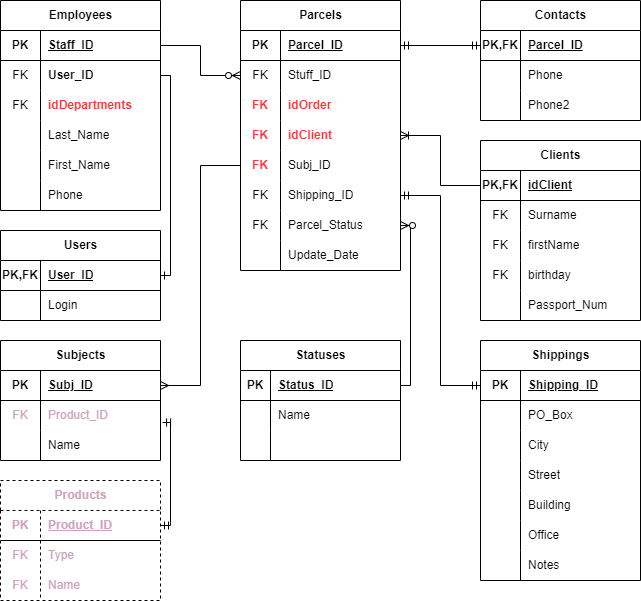 Employees
PK Staff_ID
FK User_ID
FK idDepartments
Last_Name
First_Name
Phone
Users
PK,FK User_ID
Login
Subjects
PK Subj_ID
FK Product_ID
Name
Products
PK Product_ID
FK Type
FK Name
Parcels
PK Parcel_ID
FK Stuff_ID
FK idOrder
FK idClient
FK Subj_ID
FK Shipping_ID
FK Parcel_Status
Update_Date
Statuses
PK Status_ID
Name
Contacts
PK,FK Parcel_ID
Phone
Phone2
Clients
PK,FK idClient
FK Surname
FK firstName
FK birthday
Passport_Num
Shippings
PK Shipping_ID
PO_Box
City
Street
Building
Office
Notes